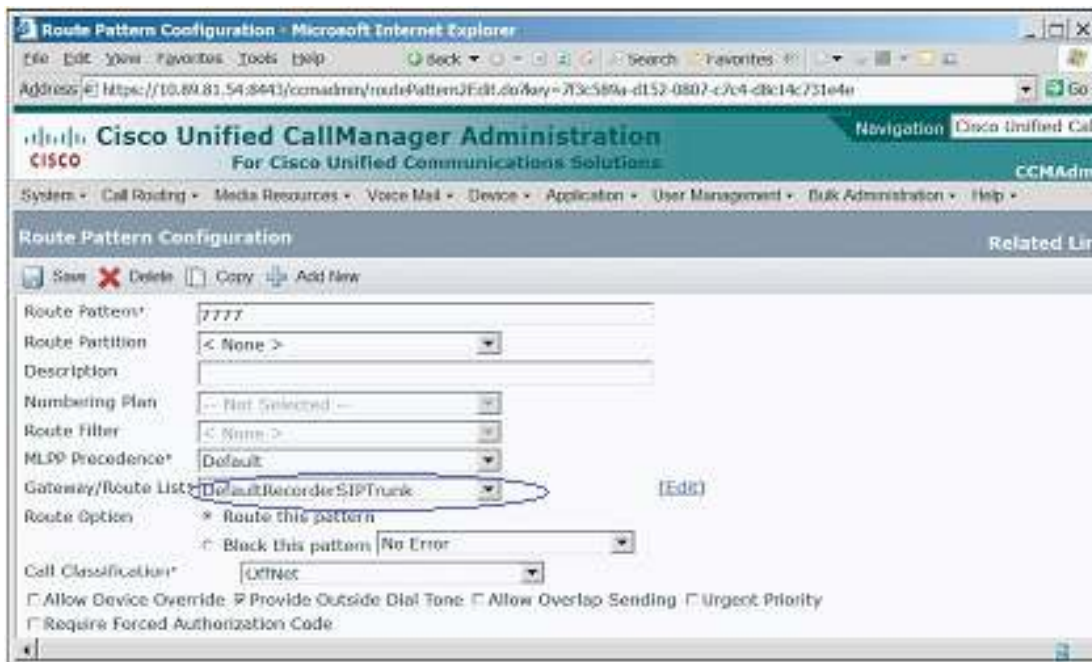 Route Pattern Configuration - Microsoft Internet Explorer
File Edit View Favorites Tools Help Back Search Favorites
Address https://10.89.81.54:8443/ccmadmin/routePattern2Edit.do?key=7f3c589a-d152-0807-c7c4-d8c14c731e4e Go
Cisco Unified CallManager Administration
CISCO For Cisco Unified Communications Solutions
Navigation Cisco Unified Cal
CCMAdm
System Call Routing Media Resources Voice Mail Device Application User Management Bulk Administration Help
Route Pattern Configuration
Related Lin
Save Delete Copy Add New
Route Pattern* 7777
Route Partition < None >
Description
Numbering Plan -- Not Selected --
Route Filter < None >
MLPP Precedence* Default
Gateway/Route List* DefaultRecorderSIPTrunk (Edit)
Route Option Route this pattern
Block this pattern No Error
Call Classification* OffNet
Allow Device Override Provide Outside Dial Tone Allow Overlap Sending Urgent Priority
Require Forced Authorization Code